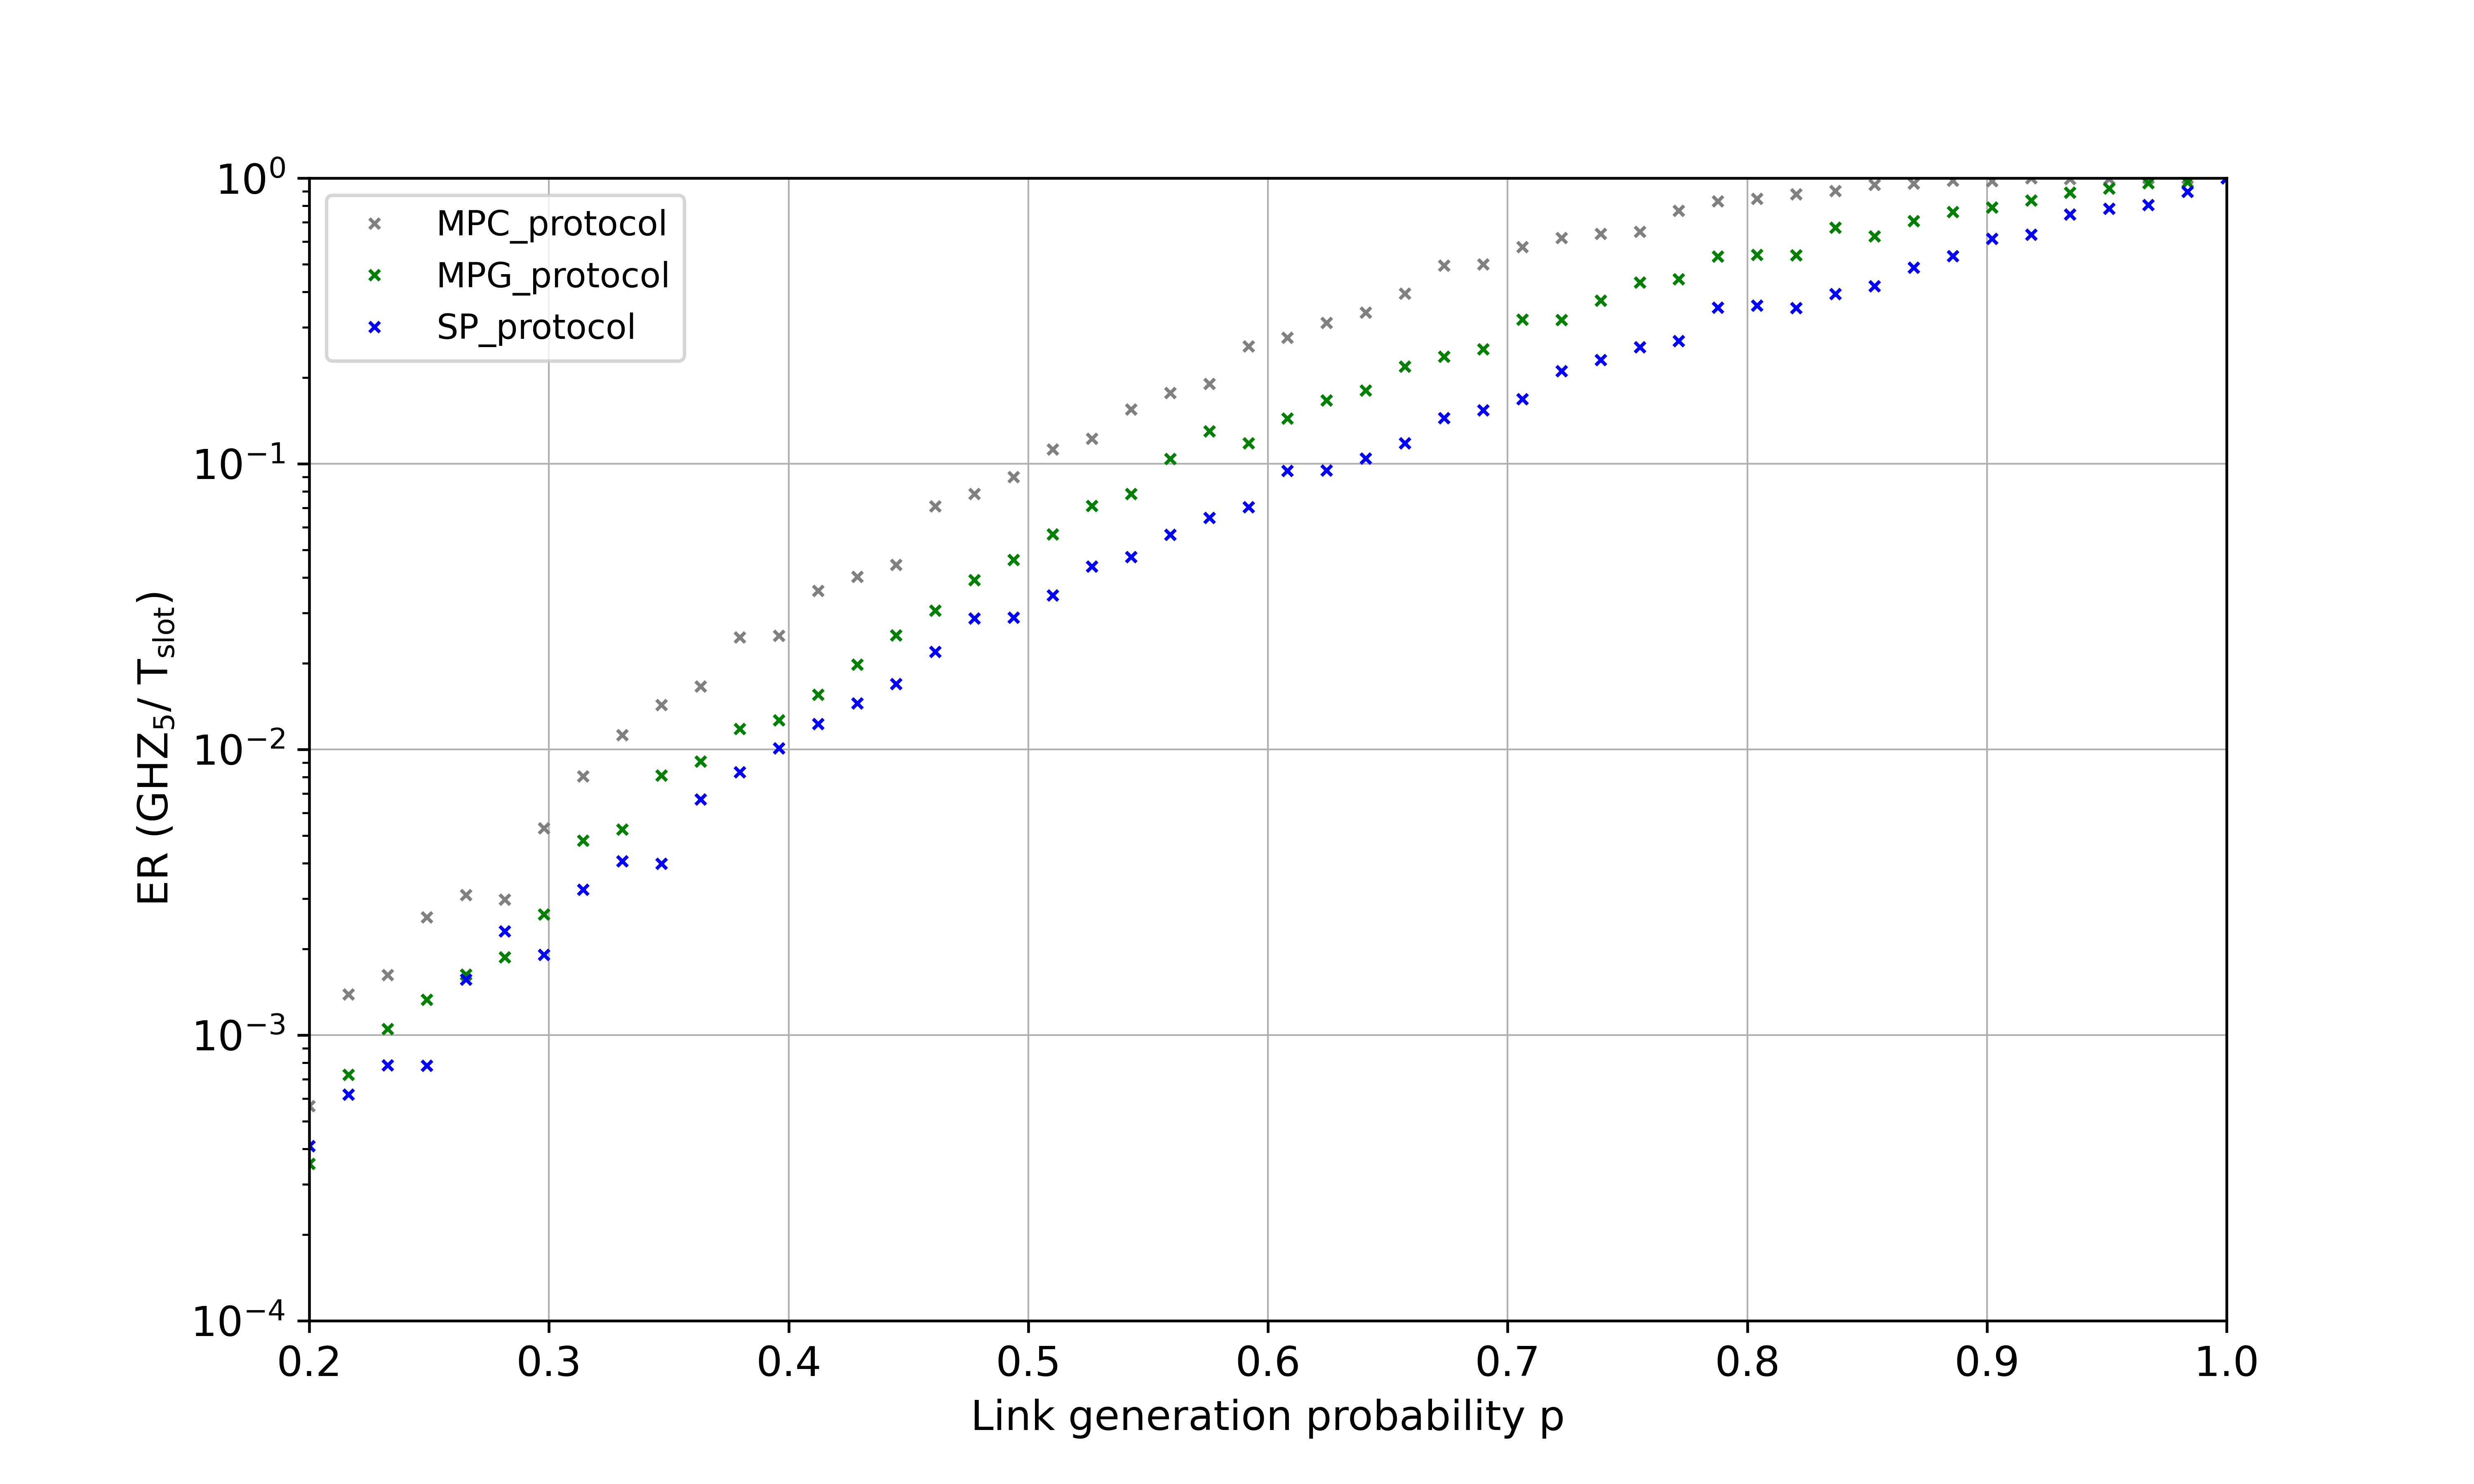 10⁰
10⁻¹
10⁻²
10⁻³
10⁻⁴
ER (GHZ₅/ Tₛₗₒₜ)
MPC_protocol
MPG_protocol
SP_protocol
0.2 0.3 0.4 0.5 0.6 0.7 0.8 0.9 1.0
Link generation probability p